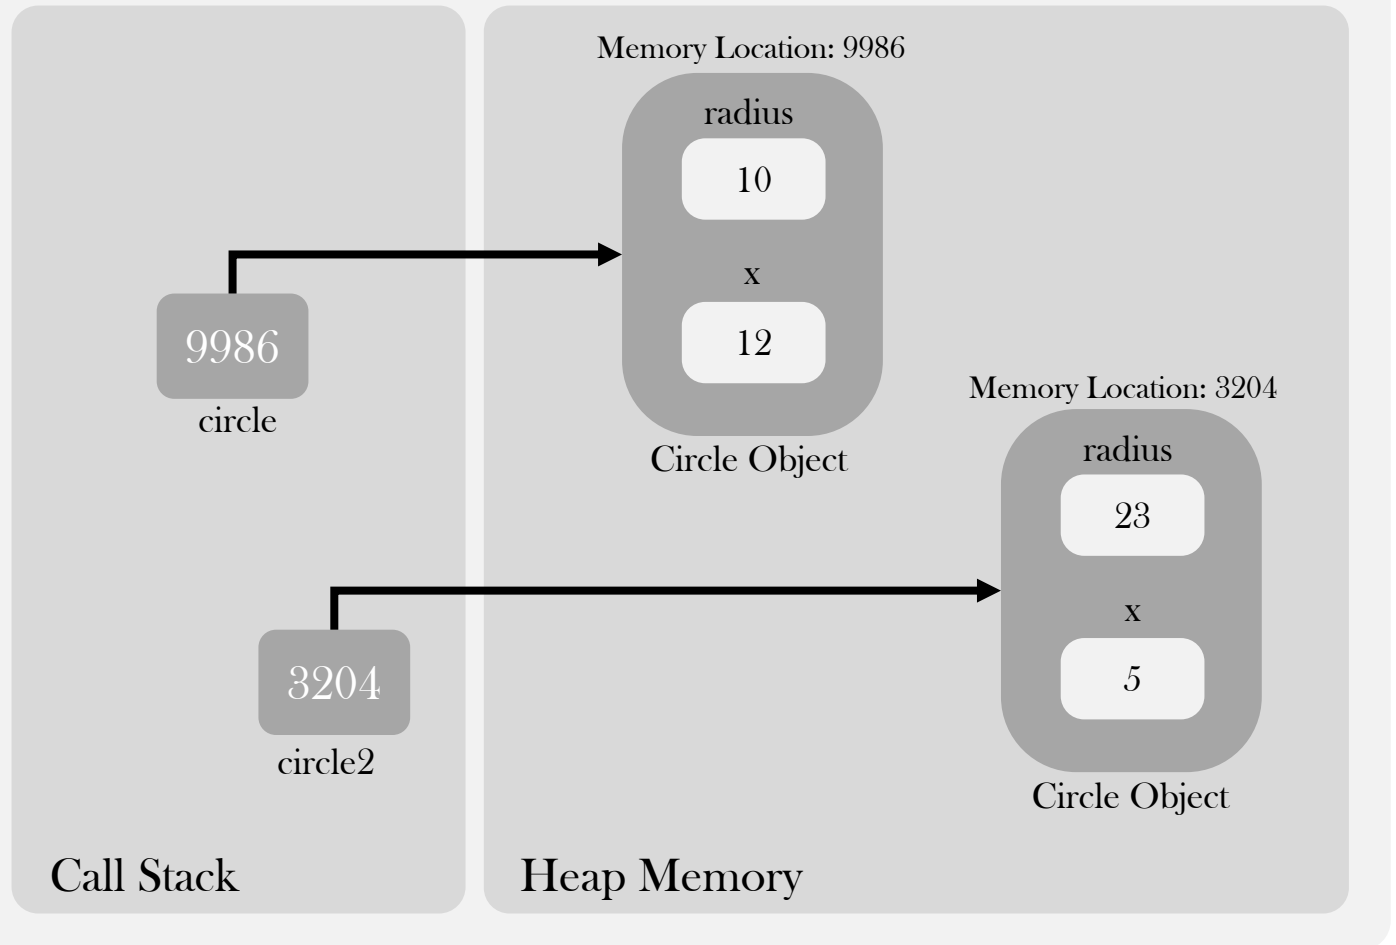 Memory Location: 9986
radius
10
x
12
Circle Object
9986
circle
Memory Location: 3204
radius
23
x
5
Circle Object
3204
circle2
Call Stack
Heap Memory